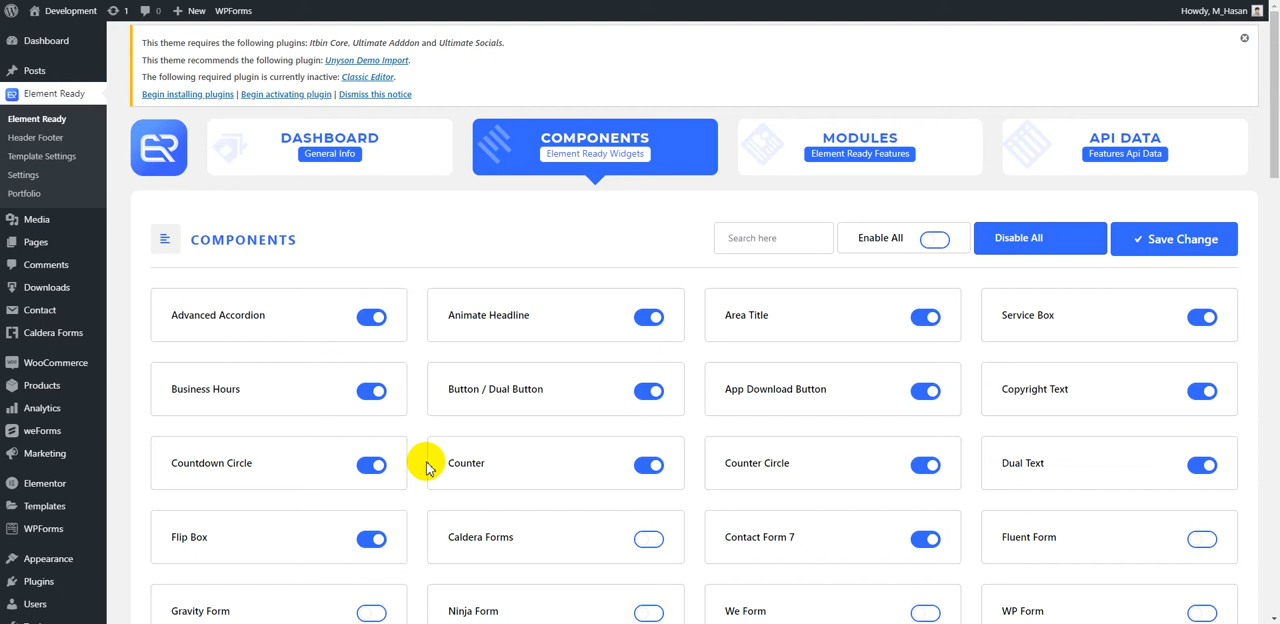 Development 1 0 New WPForms Howdy, M_Hasan
Dashboard
Posts
Element Ready
Element Ready
Header Footer
Template Settings
Settings
Portfolio
Media
Pages
Comments
Downloads
Contact
Caldera Forms
WooCommerce
Products
Analytics
weForms
Marketing
Elementor
Templates
WPForms
Appearance
Plugins
Users
This theme requires the following plugins: Itbin Core, Ultimate Adddon and Ultimate Socials.
This theme recommends the following plugin: Unyson Demo Import.
The following required plugin is currently inactive: Classic Editor.
Begin installing plugins | Begin activating plugin | Dismiss this notice
ER
DASHBOARD
General Info
COMPONENTS
Element Ready Widgets
MODULES
Element Ready Features
API DATA
Features Api Data
COMPONENTS
Search here
Enable All
Disable All
✓ Save Change
Advanced Accordion
Animate Headline
Area Title
Service Box
Business Hours
Button / Dual Button
App Download Button
Copyright Text
Countdown Circle
Counter
Counter Circle
Dual Text
Flip Box
Caldera Forms
Contact Form 7
Fluent Form
Gravity Form
Ninja Form
We Form
WP Form